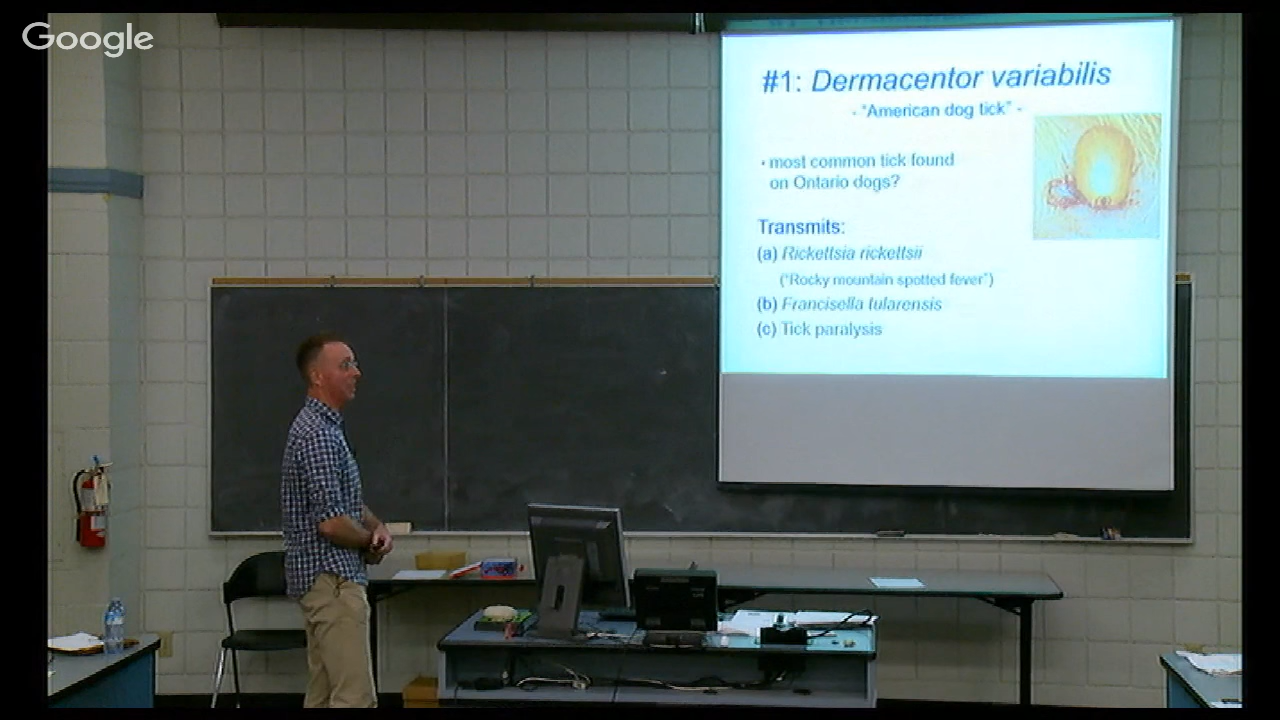 Google
#1: Dermacentor variabilis
- "American dog tick" -
• most common tick found
on Ontario dogs?
Transmits:
(a) Rickettsia rickettsii
("Rocky mountain spotted fever")
(b) Francisella tularensis
(c) Tick paralysis